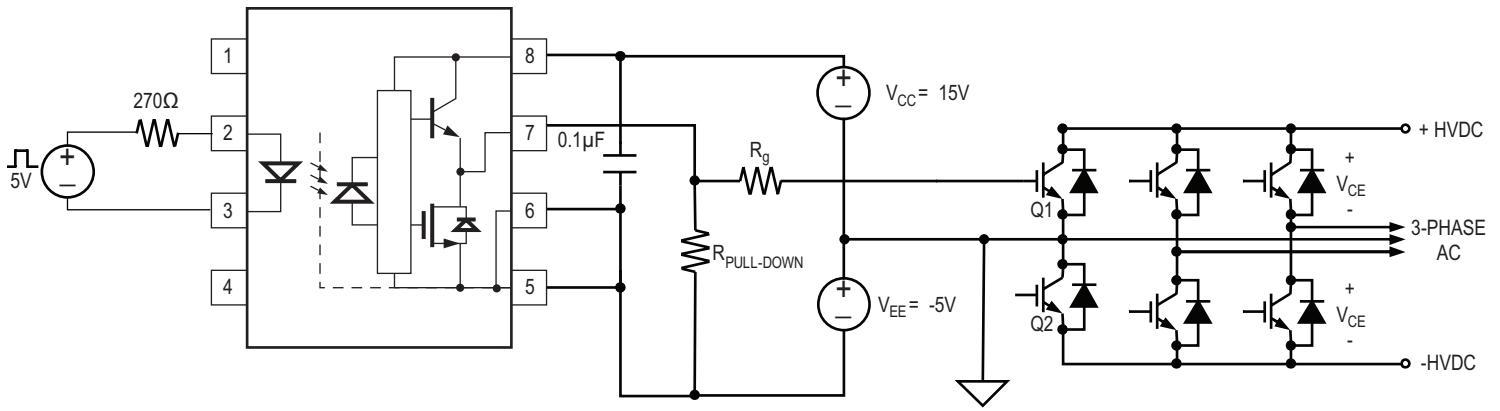 1
2
3
4
8
7
6
5
270Ω
+
−
5V
0.1µF
R_g
R_PULL-DOWN
+
−
V_CC = 15V
+
−
V_EE = -5V
Q1
Q2
+
V_CE
-
+
V_CE
-
+ HVDC
3-PHASE
AC
-HVDC